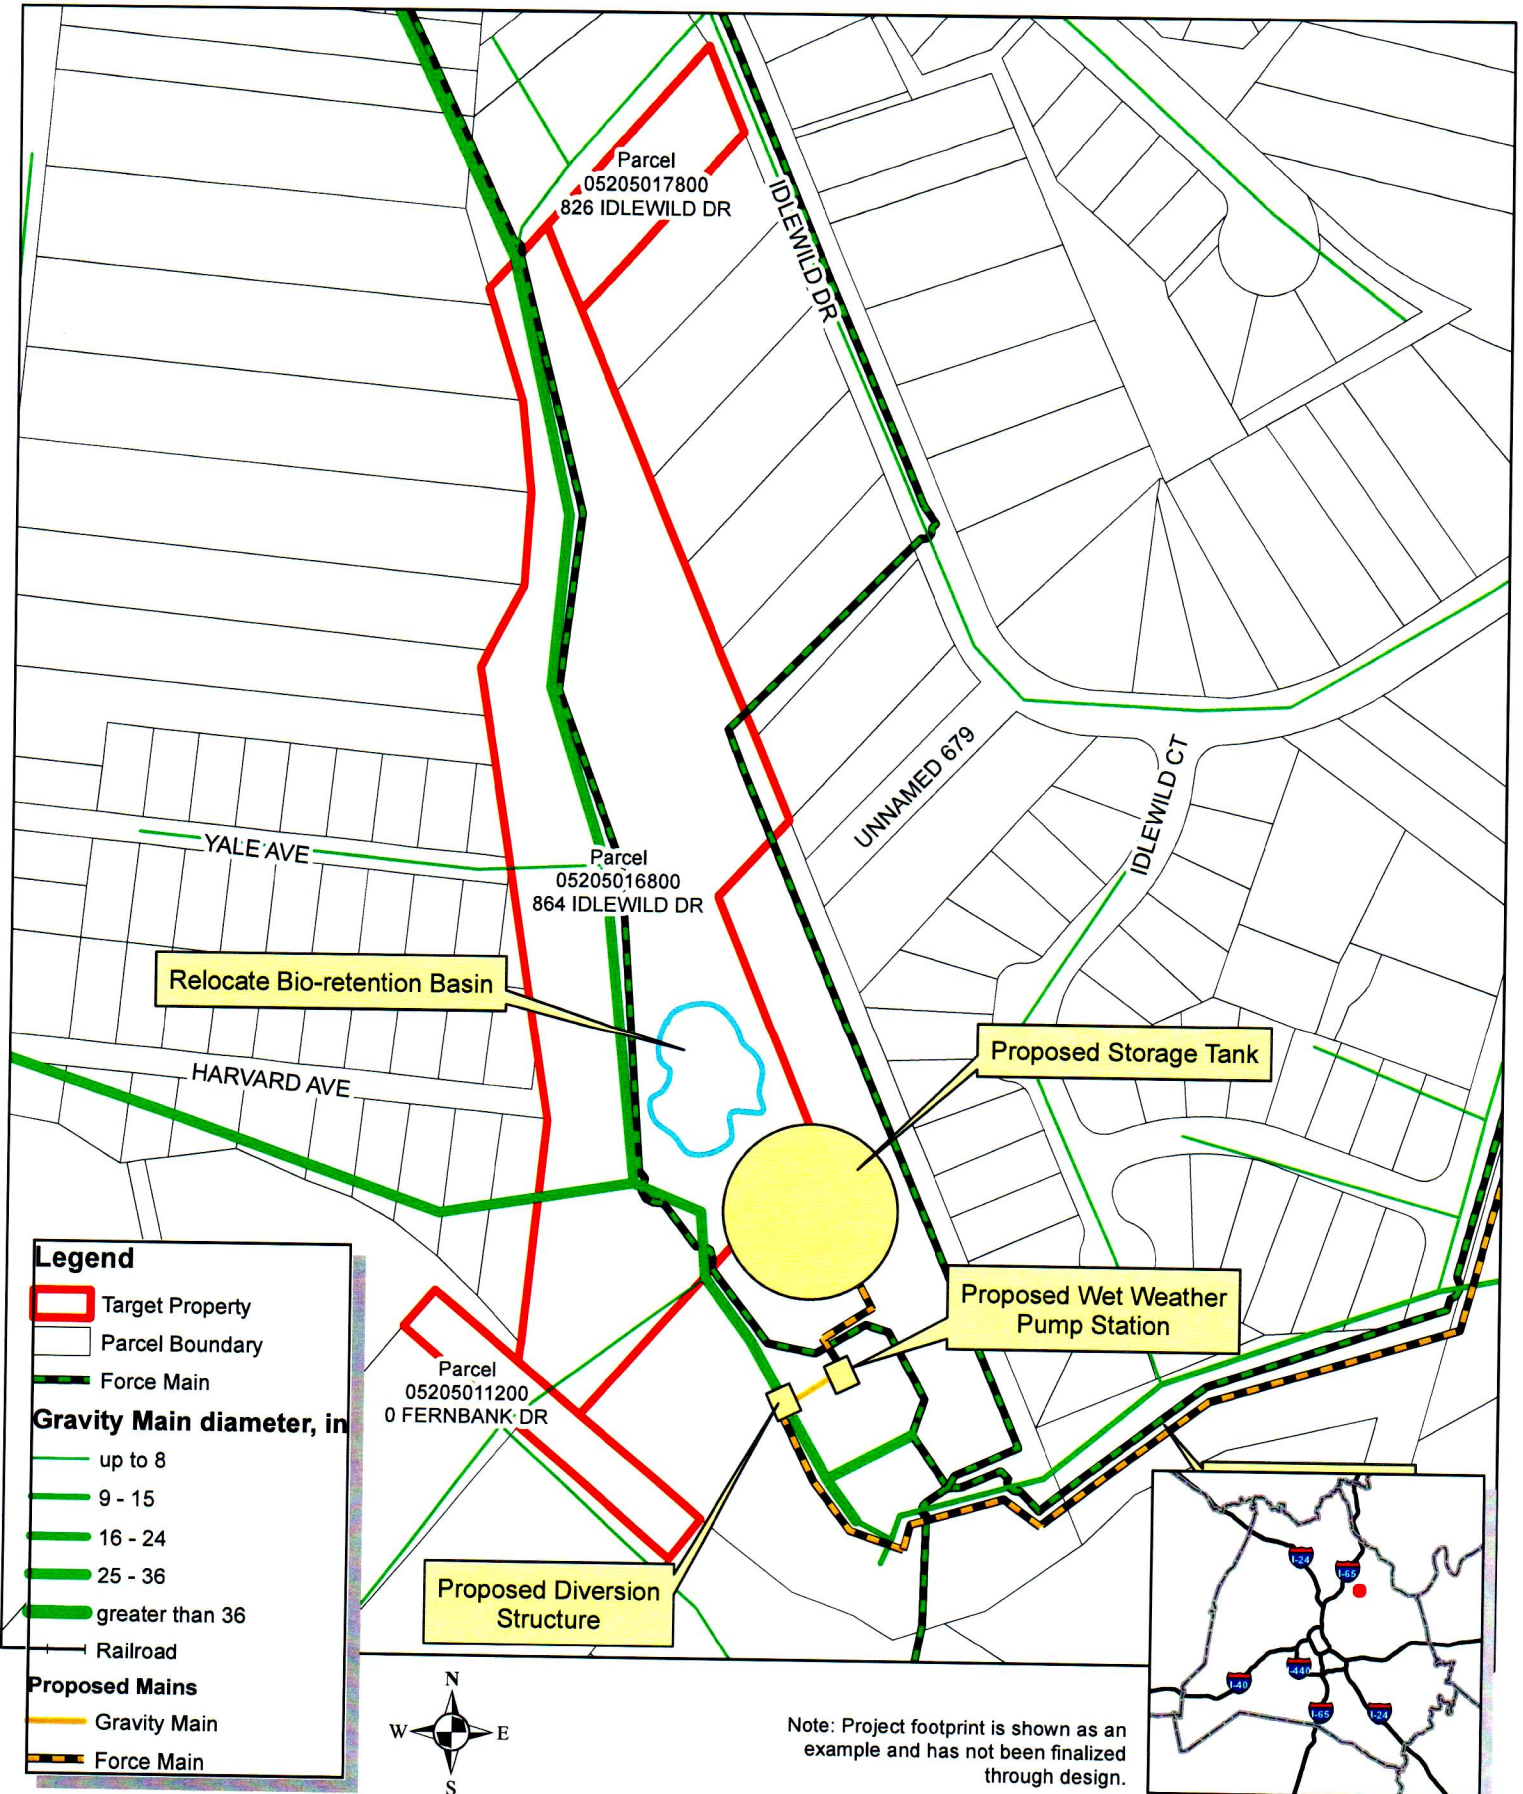 Parcel
05205017800
826 IDLEWILD DR
IDLEWILD DR
UNNAMED 679
IDLEWILD CT
YALE AVE
Parcel
05205016800
864 IDLEWILD DR
Relocate Bio-retention Basin
Proposed Storage Tank
HARVARD AVE
Proposed Wet Weather
Pump Station
Parcel
05205011200
0 FERNBANK DR
Proposed Diversion
Structure
Legend
Target Property
Parcel Boundary
Force Main
Gravity Main diameter, in
up to 8
9 - 15
16 - 24
25 - 36
greater than 36
Railroad
Proposed Mains
Gravity Main
Force Main
N
W
E
S
Note: Project footprint is shown as an
example and has not been finalized
through design.
I-24
I-65
I-440
I-40
I-65
I-24